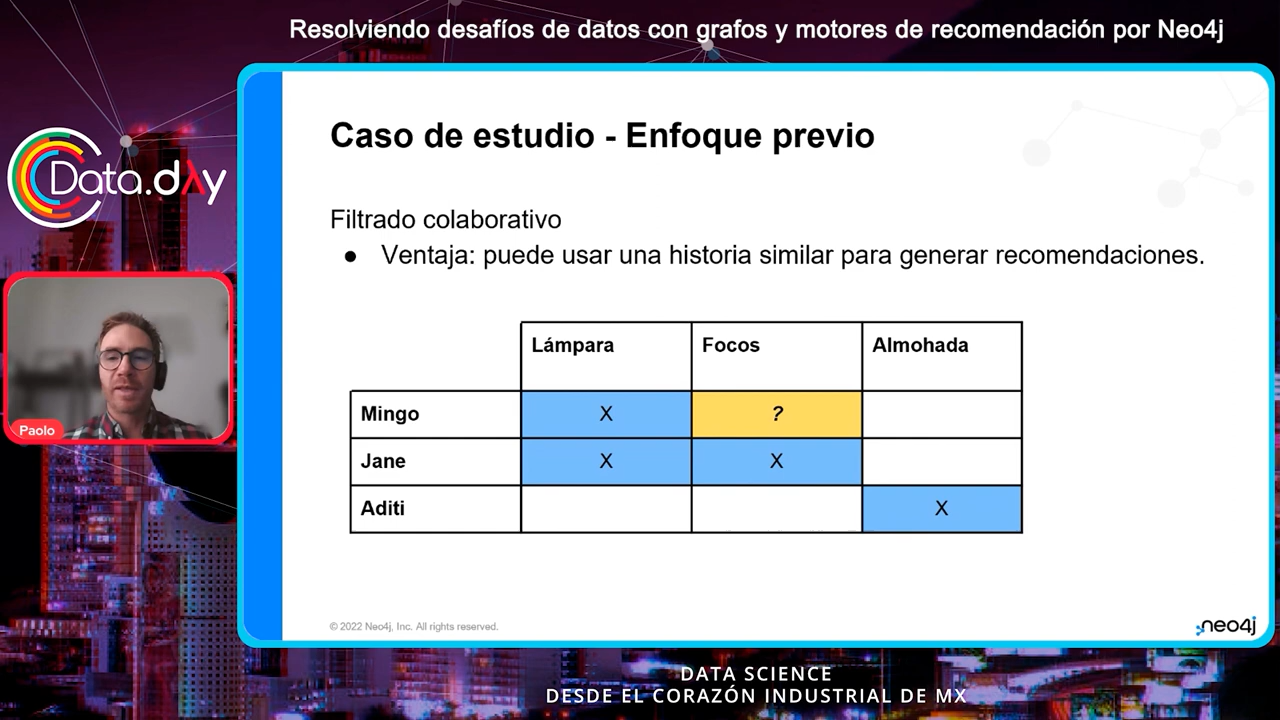 Resolviendo desafíos de datos con grafos y motores de recomendación por Neo4j
Data.day
Paolo
Caso de estudio - Enfoque previo
Filtrado colaborativo
● Ventaja: puede usar una historia similar para generar recomendaciones.
Lámpara Focos Almohada
Mingo X ?
Jane X X
Aditi X
© 2022 Neo4j, Inc. All rights reserved.
neo4j
DATA SCIENCE
DESDE EL CORAZÓN INDUSTRIAL DE MX